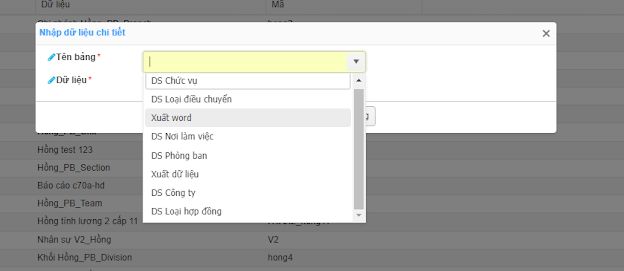 Dữ liệu Mã
Nhập dữ liệu chi tiết
Tên bảng *
Dữ liệu *
DS Chức vụ
DS Loại điều chuyển
Xuất word
DS Nơi làm việc
DS Phòng ban
Xuất dữ liệu
DS Công ty
DS Loại hợp đồng
Hồng test 123
Hồng_PB_Section
Báo cáo c70a-hd
Hồng_PB_Team
Hồng tính lương 2 cấp 11
Nhân sự V2_Hồng V2
Khối Hồng_PB_Division hong4